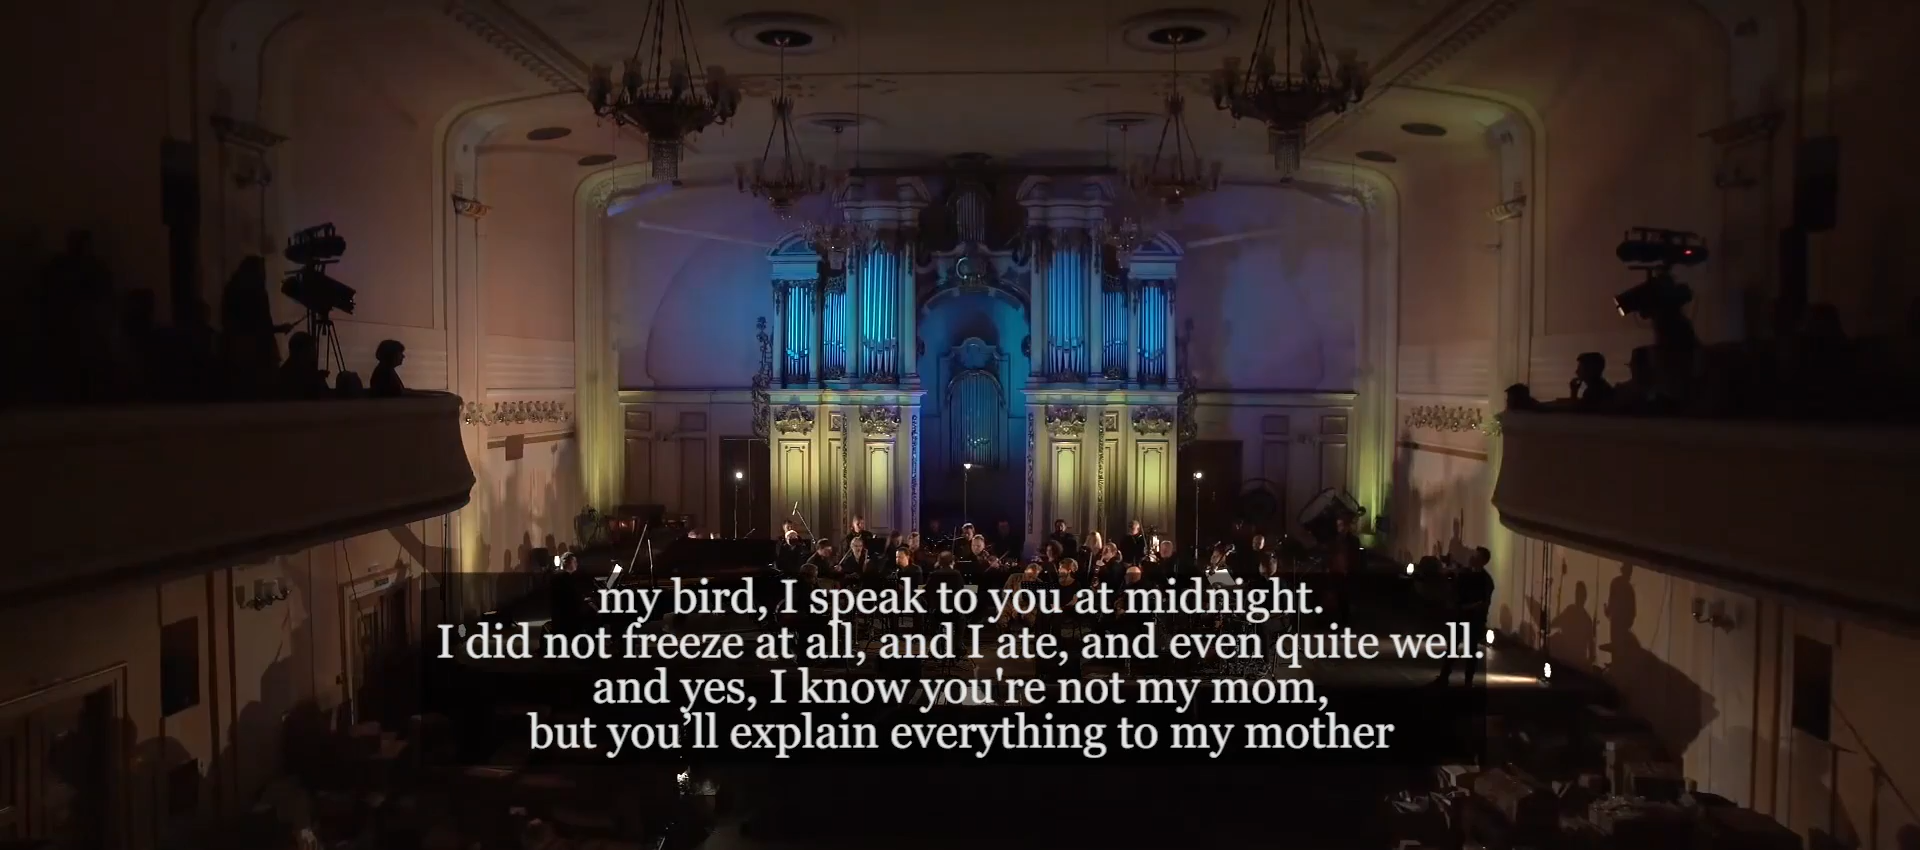 my bird, I speak to you at midnight.
I did not freeze at all, and I ate, and even quite well.
and yes, I know you're not my mom,
but you’ll explain everything to my mother